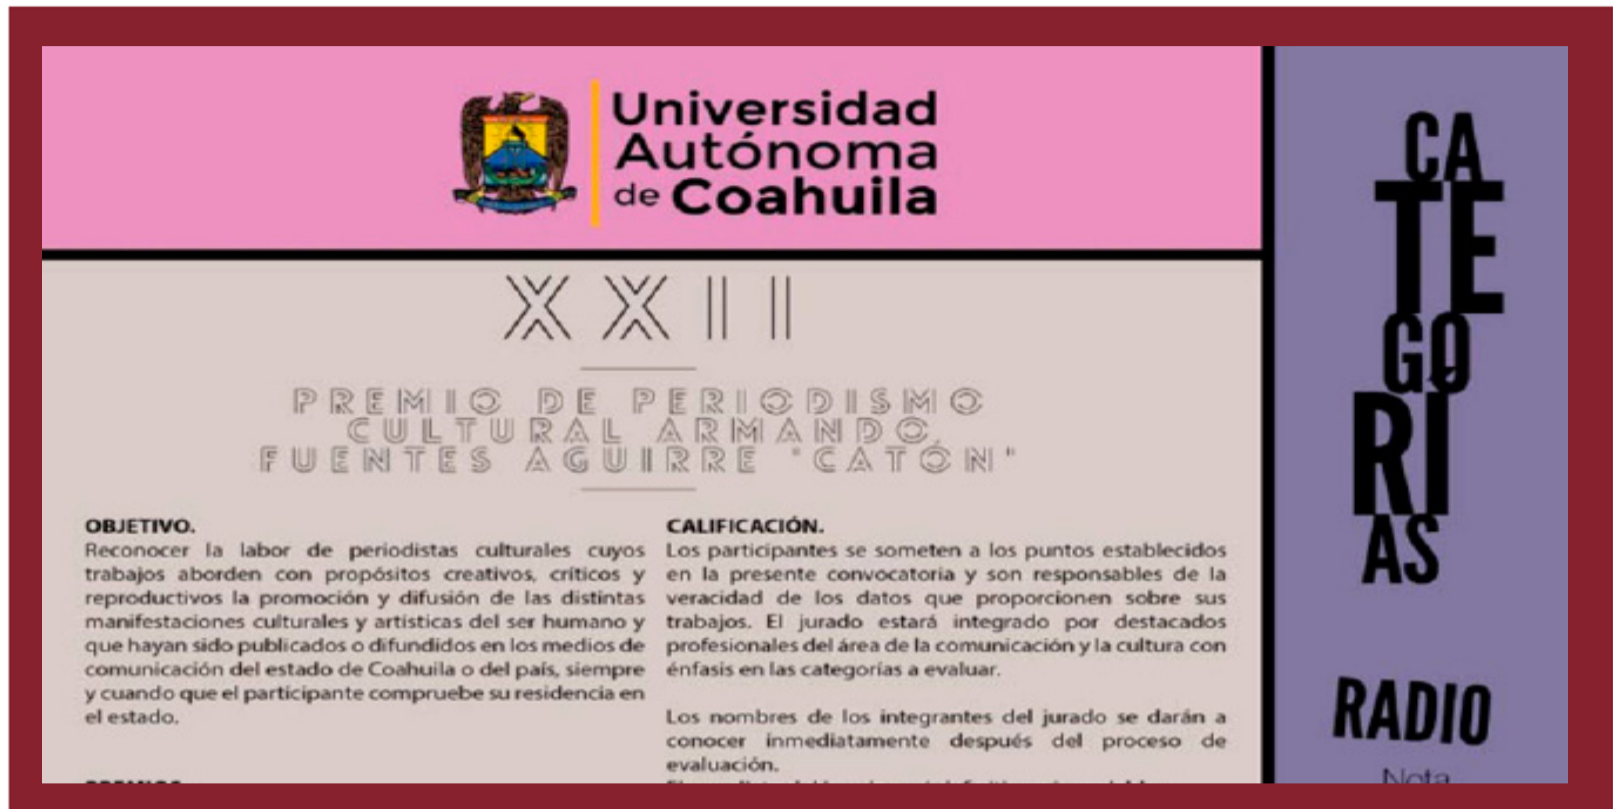 Universidad
Autónoma
de Coahuila
XXII
PREMIO DE PERIODISMO
CULTURAL ARMANDO
FUENTES AGUIRRE "CATÓN"
OBJETIVO.
Reconocer la labor de periodistas culturales cuyos
trabajos aborden con propósitos creativos, críticos y
reproductivos la promoción y difusión de las distintas
manifestaciones culturales y artísticas del ser humano y
que hayan sido publicados o difundidos en los medios de
comunicación del estado de Coahuila o del país, siempre
y cuando que el participante compruebe su residencia en
el estado.
CALIFICACIÓN.
Los participantes se someten a los puntos establecidos
en la presente convocatoria y son responsables de la
veracidad de los datos que proporcionen sobre sus
trabajos. El jurado estará integrado por destacados
profesionales del área de la comunicación y la cultura con
énfasis en las categorías a evaluar.
Los nombres de los integrantes del jurado se darán a
conocer inmediatamente después del proceso de
evaluación.
CA
TE
GO
RÍ
AS
RADIO
Nota